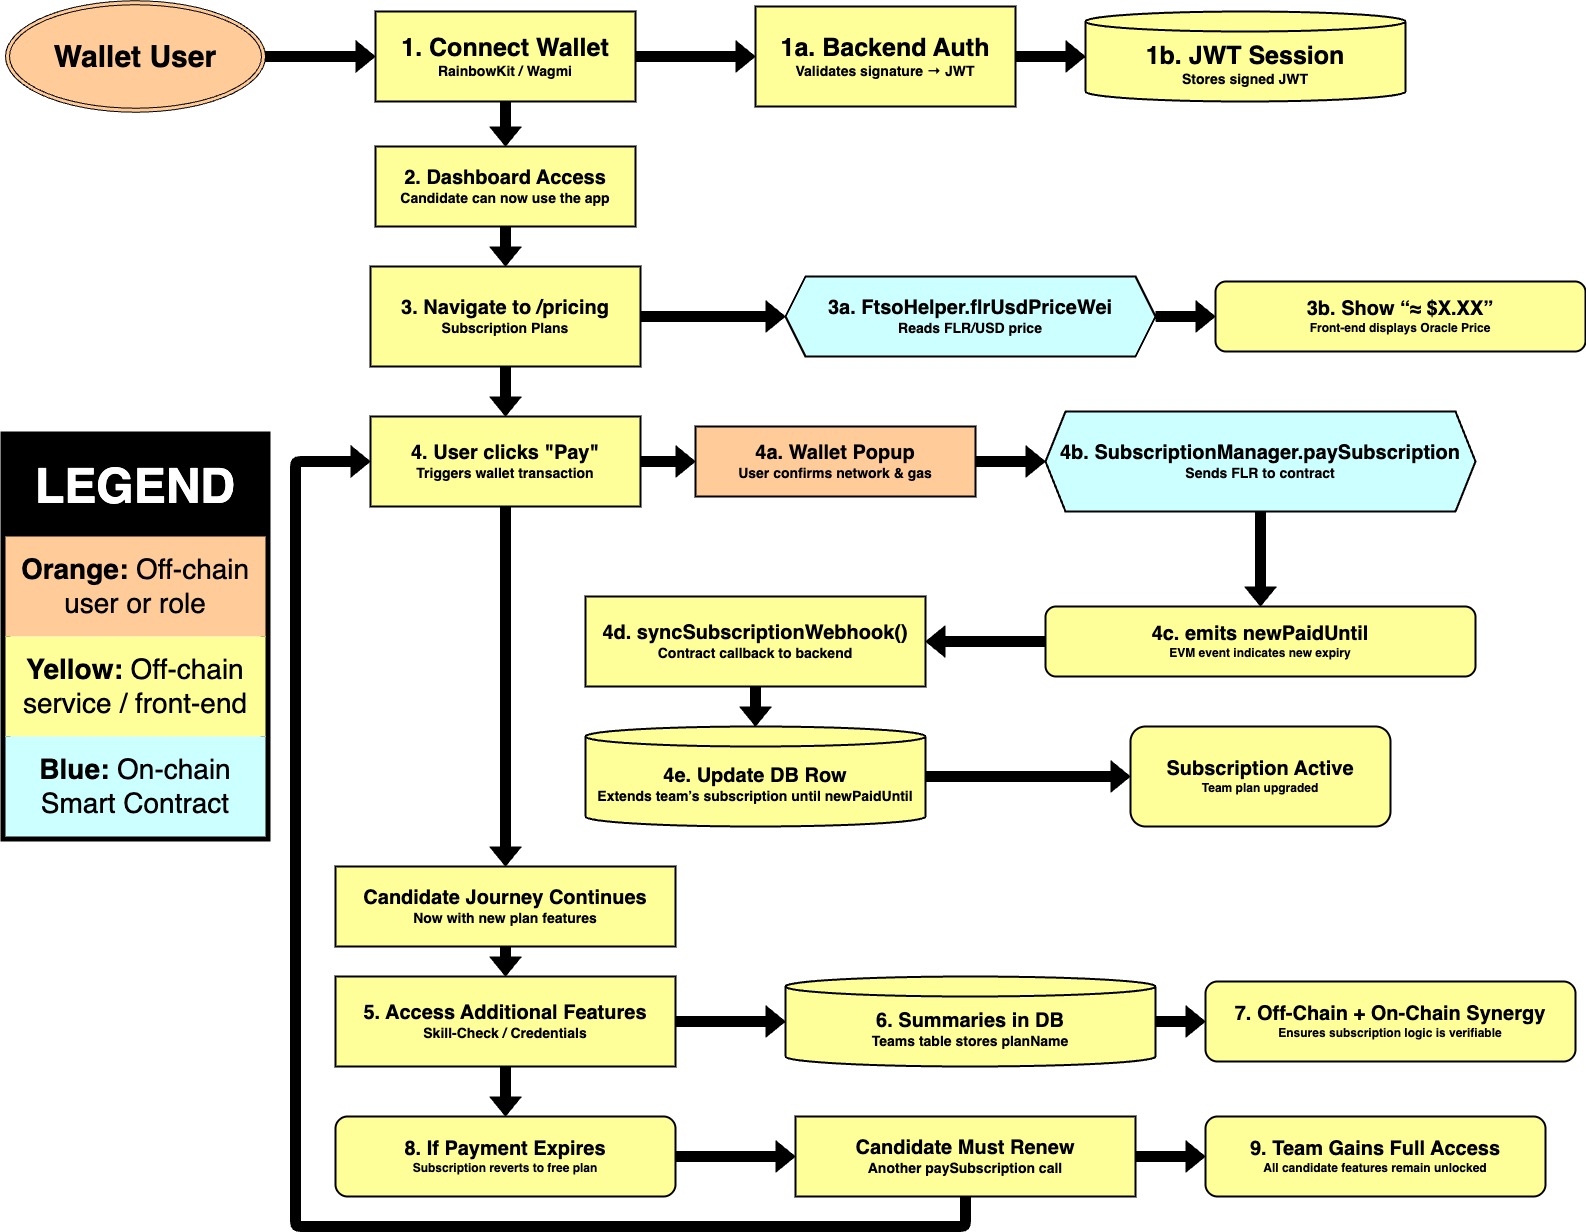 Wallet User
1. Connect Wallet
RainbowKit / Wagmi
1a. Backend Auth
Validates signature → JWT
1b. JWT Session
Stores signed JWT
2. Dashboard Access
Candidate can now use the app
3. Navigate to /pricing
Subscription Plans
3a. FtsoHelper.flrUsdPriceWei
Reads FLR/USD price
3b. Show “≈ $X.XX”
Front-end displays Oracle Price
4. User clicks "Pay"
Triggers wallet transaction
4a. Wallet Popup
User confirms network & gas
4b. SubscriptionManager.paySubscription
Sends FLR to contract
LEGEND
Orange: Off-chain
user or role
Yellow: Off-chain
service / front-end
Blue: On-chain
Smart Contract
4c. emits newPaidUntil
EVM event indicates new expiry
4d. syncSubscriptionWebhook()
Contract callback to backend
4e. Update DB Row
Extends team’s subscription until newPaidUntil
Subscription Active
Team plan upgraded
Candidate Journey Continues
Now with new plan features
5. Access Additional Features
Skill-Check / Credentials
6. Summaries in DB
Teams table stores planName
7. Off-Chain + On-Chain Synergy
Ensures subscription logic is verifiable
8. If Payment Expires
Subscription reverts to free plan
Candidate Must Renew
Another paySubscription call
9. Team Gains Full Access
All candidate features remain unlocked